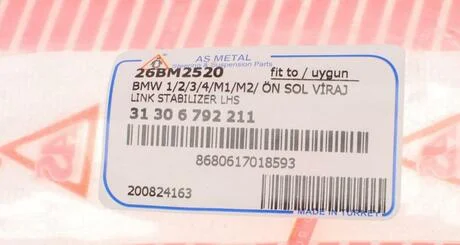 AS METAL
Steering & Suspension Parts
26BM2520 fit to / uygun
BMW 1/2/3/4/M1/M2/ ÖN SOL VİRAJ
LINK STABILIZER LHS
31 30 6 792 211
8680617018593
200824163
MADE IN TURKEY